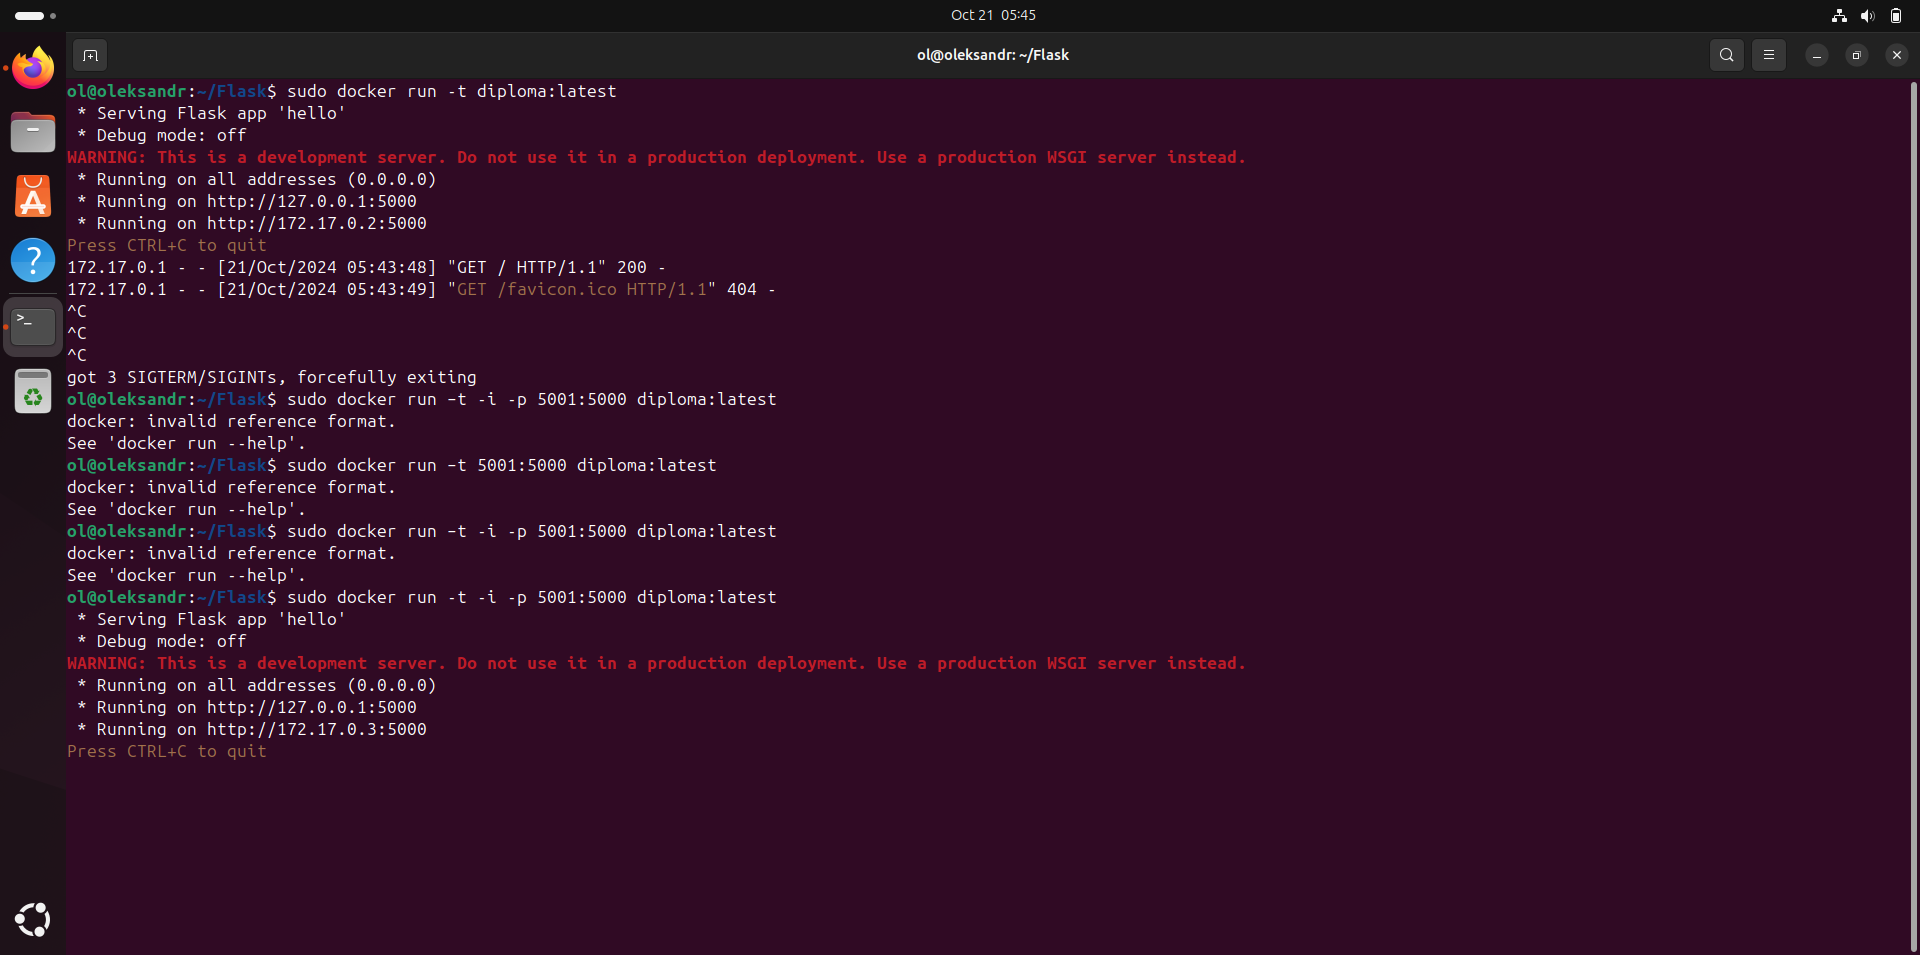 Oct 21 05:45
ol@oleksandr: ~/Flask
ol@oleksandr:~/Flask$ sudo docker run -t diploma:latest
 * Serving Flask app 'hello'
 * Debug mode: off
WARNING: This is a development server. Do not use it in a production deployment. Use a production WSGI server instead.
 * Running on all addresses (0.0.0.0)
 * Running on http://127.0.0.1:5000
 * Running on http://172.17.0.2:5000
Press CTRL+C to quit
172.17.0.1 - - [21/Oct/2024 05:43:48] "GET / HTTP/1.1" 200 -
172.17.0.1 - - [21/Oct/2024 05:43:49] "GET /favicon.ico HTTP/1.1" 404 -
^C
^C
^C
got 3 SIGTERM/SIGINTs, forcefully exiting
ol@oleksandr:~/Flask$ sudo docker run –t -i -p 5001:5000 diploma:latest
docker: invalid reference format.
See 'docker run --help'.
ol@oleksandr:~/Flask$ sudo docker run –t 5001:5000 diploma:latest
docker: invalid reference format.
See 'docker run --help'.
ol@oleksandr:~/Flask$ sudo docker run –t -i -p 5001:5000 diploma:latest
docker: invalid reference format.
See 'docker run --help'.
ol@oleksandr:~/Flask$ sudo docker run -t -i -p 5001:5000 diploma:latest
 * Serving Flask app 'hello'
 * Debug mode: off
WARNING: This is a development server. Do not use it in a production deployment. Use a production WSGI server instead.
 * Running on all addresses (0.0.0.0)
 * Running on http://127.0.0.1:5000
 * Running on http://172.17.0.3:5000
Press CTRL+C to quit